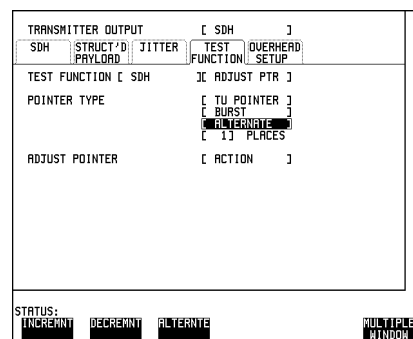 TRANSMITTER OUTPUT [ SDH ]
SDH STRUCT'D PAYLOAD JITTER TEST FUNCTION OVERHEAD SETUP
TEST FUNCTION [ SDH ][ ADJUST PTR ]
POINTER TYPE [ TU POINTER ]
[ BURST ]
[ ALTERNATE ]
[ 1] PLACES
ADJUST POINTER [ ACTION ]
STATUS:
INCREMNT DECREMNT ALTERNTE MULTIPLE WINDOW